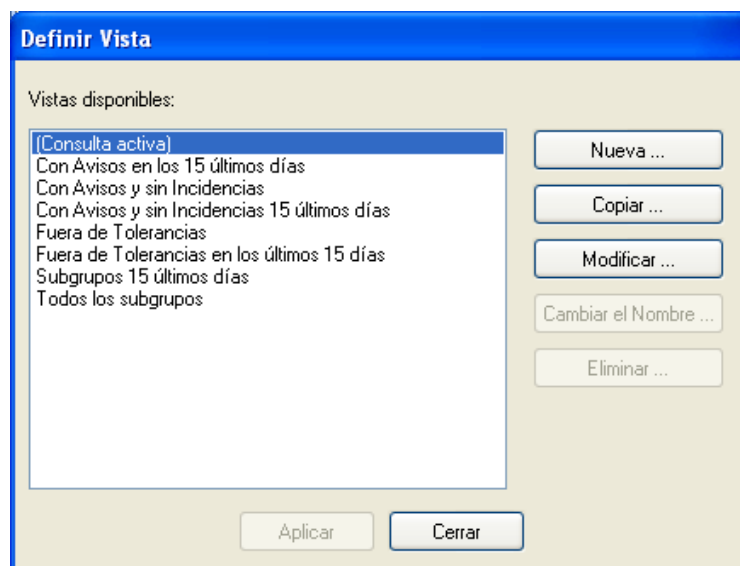 Definir Vista
Vistas disponibles:
(Consulta activa)
Con Avisos en los 15 últimos días
Con Avisos y sin Incidencias
Con Avisos y sin Incidencias 15 últimos días
Fuera de Tolerancias
Fuera de Tolerancias en los últimos 15 días
Subgrupos 15 últimos días
Todos los subgrupos
Nueva ...
Copiar ...
Modificar ...
Cambiar el Nombre ...
Eliminar ...
Aplicar
Cerrar